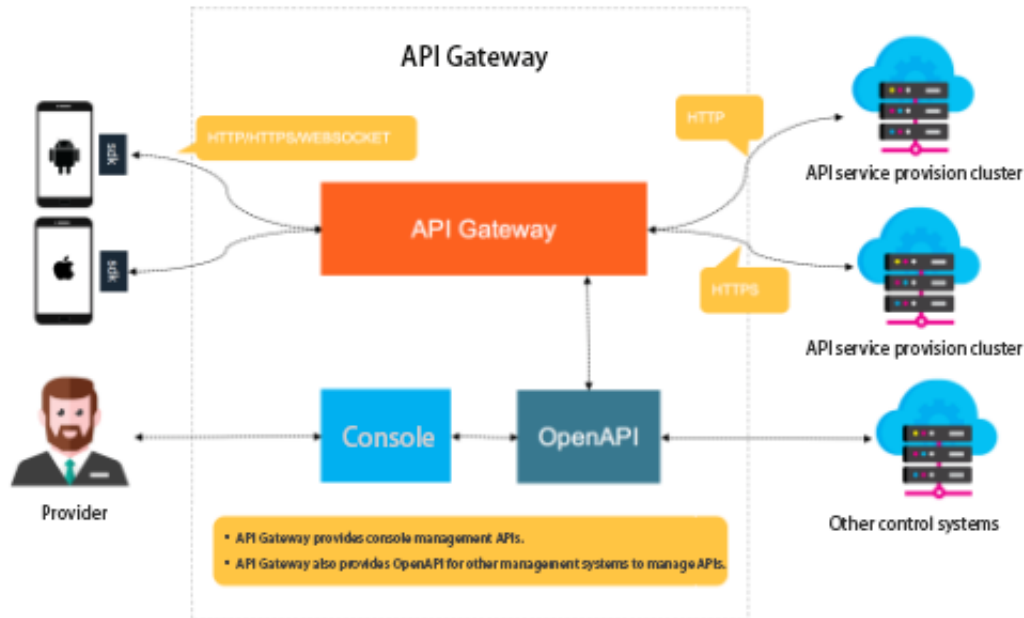 API Gateway
HTTP/HTTPS/WEBSOCKET
HTTP
sdk
API service provision cluster
API Gateway
sdk
HTTPS
API service provision cluster
Console
OpenAPI
Provider
Other control systems
• API Gateway provides console management APIs.
• API Gateway also provides OpenAPI for other management systems to manage APIs.